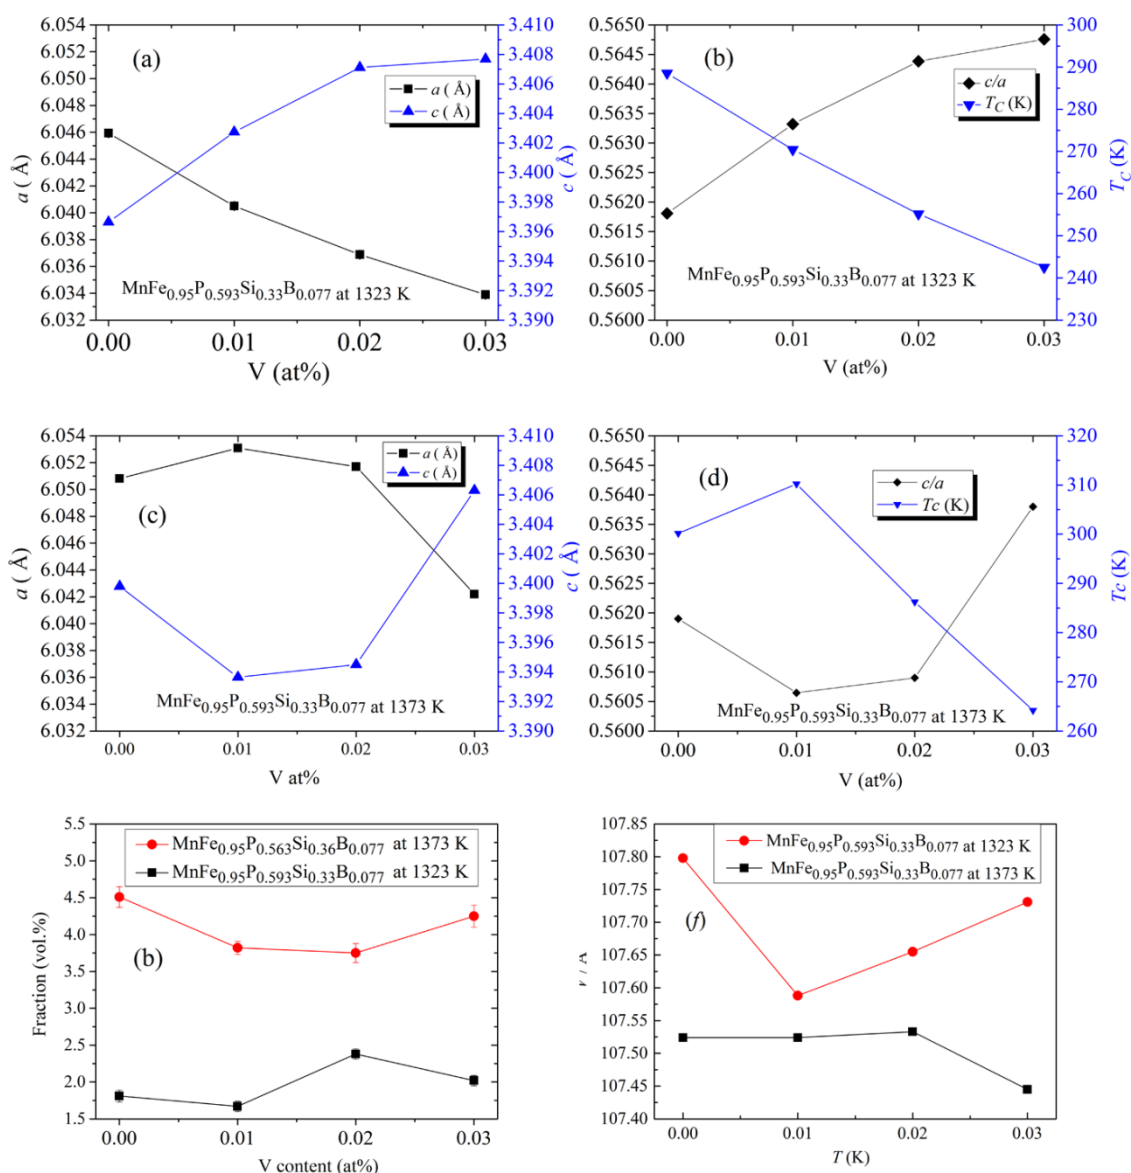 6.054
6.052
6.050
6.048
6.046
6.044
6.042
6.040
6.038
6.036
6.034
6.032
a ( Å)
(a)
a ( Å)
c ( Å)
MnFe0.95P0.593Si0.33B0.077 at 1323 K
0.00 0.01 0.02 0.03
V (at%)
3.410
3.408
3.406
3.404
3.402
3.400
3.398
3.396
3.394
3.392
3.390
c ( Å)
0.5650
0.5645
0.5640
0.5635
0.5630
0.5625
0.5620
0.5615
0.5610
0.5605
0.5600
(b)
c/a
TC (K)
MnFe0.95P0.593Si0.33B0.077 at 1323 K
0.00 0.01 0.02 0.03
V (at%)
300
290
280
270
260
250
240
230
TC (K)
6.054
6.052
6.050
6.048
6.046
6.044
6.042
6.040
6.038
6.036
6.034
6.032
a ( Å)
(c)
a ( Å)
c ( Å)
MnFe0.95P0.593Si0.33B0.077 at 1373 K
0.00 0.01 0.02 0.03
V at%
3.410
3.408
3.406
3.404
3.402
3.400
3.398
3.396
3.394
3.392
3.390
c ( Å)
0.5650
0.5645
0.5640
0.5635
0.5630
0.5625
0.5620
0.5615
0.5610
0.5605
0.5600
(d)
c/a
Tc (K)
MnFe0.95P0.593Si0.33B0.077 at 1373 K
0.00 0.01 0.02 0.03
V (at%)
320
310
300
290
280
270
260
Tc (K)
5.5
5.0
4.5
4.0
3.5
3.0
2.5
2.0
1.5
Fraction (vol.%)
MnFe0.95P0.563Si0.36B0.077 at 1373 K
MnFe0.95P0.593Si0.33B0.077 at 1323 K
(b)
0.00 0.01 0.02 0.03
V content (at%)
107.85
107.80
107.75
107.70
107.65
107.60
107.55
107.50
107.45
107.40
MnFe0.95P0.593Si0.33B0.077 at 1323 K
MnFe0.95P0.593Si0.33B0.077 at 1373 K
(f)
0.00 0.01 0.02 0.03
T (K)